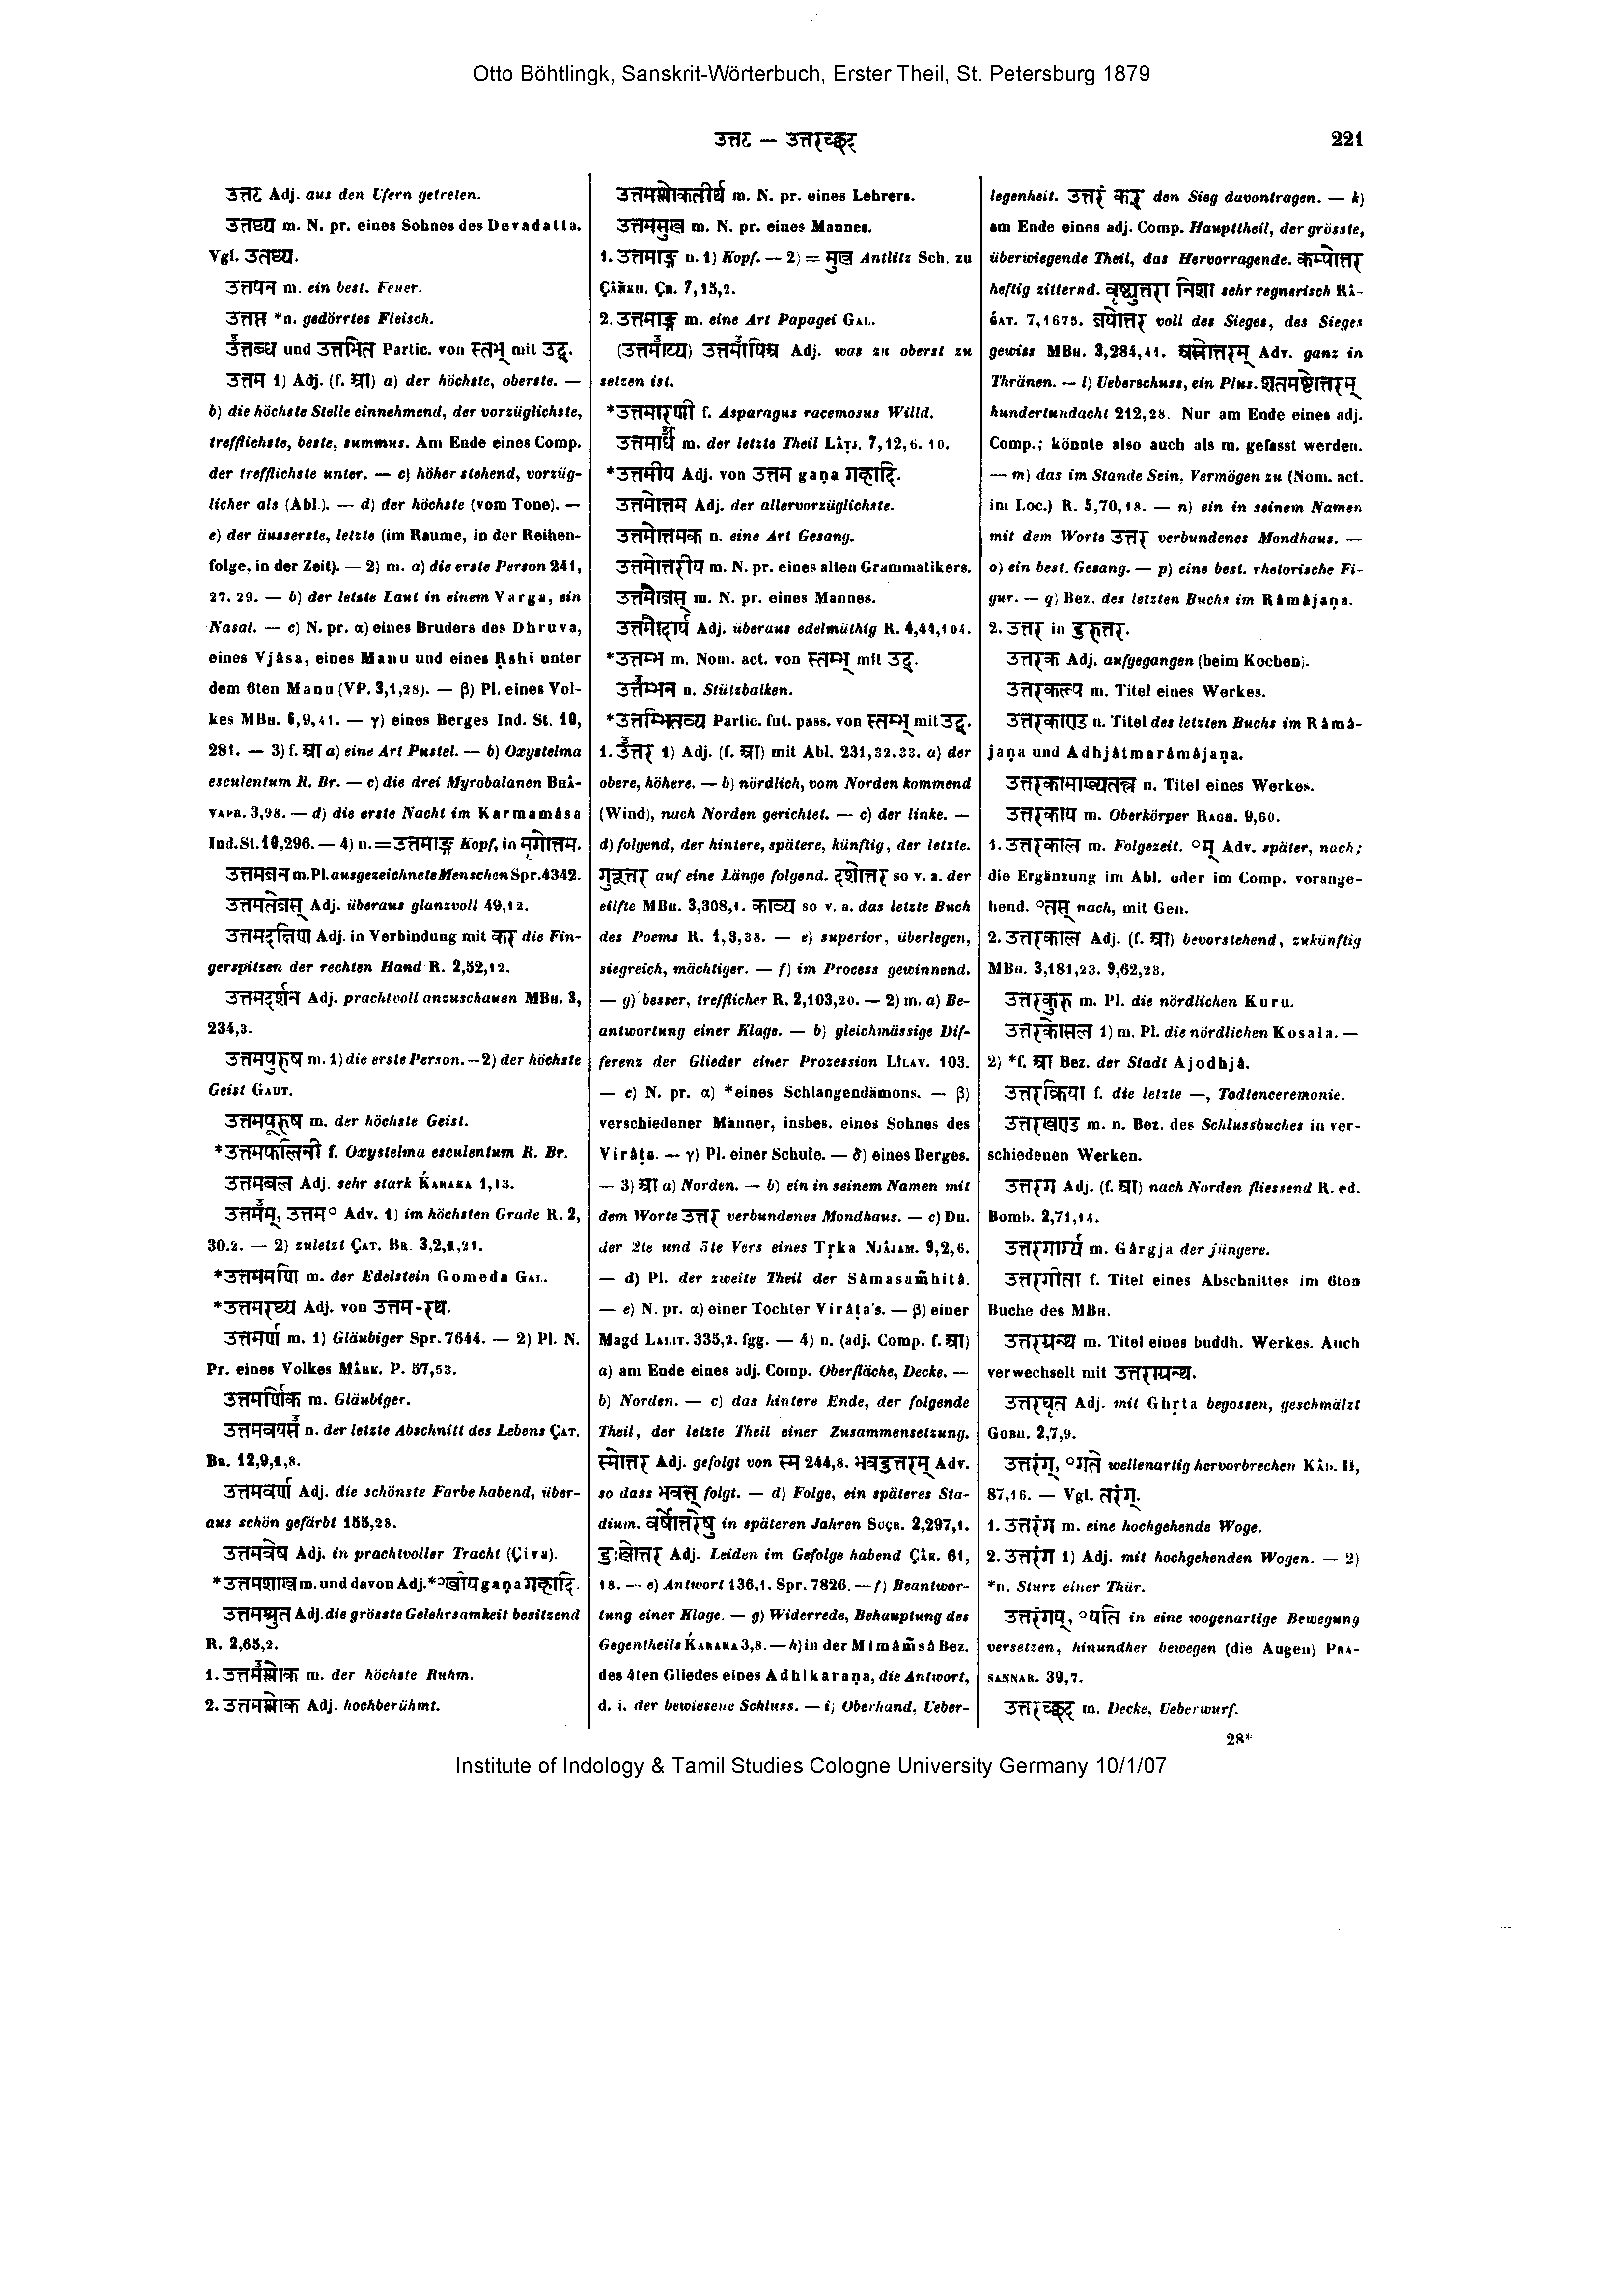 Otto Böhtlingk, Sanskrit-Wörterbuch, Erster Theil, St. Petersburg 1879
उत्तट — उत्तरच्छद
221
उत्तट Adj. aus den Ufern getreten.
उत्तथ्य m. N. pr. eines Sohnes des Devadatta.
Vgl. उतथ्य.
उत्तपन m. ein best. Feuer.
उत्तप्त *n. gedörrtes Fleisch.
उत्तब्ध und उत्तभित Partic. von स्तभ् mit उद्.
उत्तम 1) Adj. (f. आ) a) der höchste, oberste. —
b) die höchste Stelle einnehmend, der vorzüglichste,
trefflichste, beste, summus. Am Ende eines Comp.
der trefflichste unter. — c) höher stehend, vorzüg-
licher als (Abl.). — d) der höchste (vom Tone). —
e) der äusserste, letzte (im Raume, in der Reihen-
folge, in der Zeit). — 2) m. a) die erste Person 241,
27. 29. — b) der letzte Laut in einem Varga, ein
Nasal. — c) N. pr. α) eines Bruders des Dhruva,
eines Vjâsa, eines Manu und eines Ṛshi unter
dem 6ten Manu (VP. 3,1,28). — β) Pl. eines Vol-
kes MBH. 6,9,41. — γ) eines Berges Ind. St. 10,
281. — 3) f. आ a) eine Art Pustel. — b) Oxystelma
esculentum R. Br. — c) die drei Myrobalanen BHÂ-
VAPR. 3,98. — d) die erste Nacht im Karmamâsa
Ind. St. 10,296. — 4) n. = उत्तमाङ्ग Kopf, in मृगोत्तम.
उत्तमजन m. Pl. ausgezeichnete Menschen Spr. 4342.
उत्तमतेजस् Adj. überaus glanzvoll 49,12.
उत्तमदक्षिण Adj. in Verbindung mit कर die Fin-
gerspitzen der rechten Hand R. 2,52,12.
उत्तमदर्शन Adj. prachtvoll anzuschauen MBH. 3,
234,3.
उत्तमपुरुष m. 1) die erste Person. — 2) der höchste
Geist GAUT.
उत्तमपूरुष m. der höchste Geist.
*उत्तमफलिनी f. Oxystelma esculentum R. Br.
उत्तमबल Adj. sehr stark ḰARAKA 1,13.
उत्तमम्, उत्तम° Adv. 1) im höchsten Grade R. 2,
30,2. — 2) zuletzt ÇAT. BR. 3,2,1,21.
*उत्तममणि m. der Edelstein Gomeda GAL.
*उत्तमरथ्य Adj. von उत्तम-रथ.
उत्तमर्ण m. 1) Gläubiger Spr. 7644. — 2) Pl. N.
Pr. eines Volkes MÂRK. P. 57,53.
उत्तमर्णिक m. Gläubiger.
उत्तमवयस n. der letzte Abschnitt des Lebens ÇAT.
BR. 12,9,1,8.
उत्तमवर्ण Adj. die schönste Farbe habend, über-
aus schön gefärbt 155,28.
उत्तमवेष Adj. in prachtvoller Tracht (Çiva).
*उत्तमशाख m. und davon Adj. *°खीय gaṇa गहादि.
उत्तमश्रुत Adj. die grösste Gelehrsamkeit besitzend
R. 2,65,2.
1. उत्तमश्लोक m. der höchste Ruhm.
2. उत्तमश्लोक Adj. hochberühmt.
उत्तमश्लोकतीर्थ m. N. pr. eines Lehrers.
उत्तममुख m. N. pr. eines Mannes.
1. उत्तमाङ्ग n. 1) Kopf. — 2) = मुख Antlitz Sch. zu
ÇÂÑKH. ÇR. 7,15,2.
2. उत्तमाङ्ग m. eine Art Papagei GAL.
(उत्तमाय्य) उत्तमायिअ Adj. was zu oberst zu
setzen ist.
*उत्तमारणी f. Asparagus racemosus Willd.
उत्तमार्ध m. der letzte Theil LÂṬJ. 7,12,6. 10.
*उत्तमीय Adj. von उत्तम gaṇa गहादि.
उत्तमोत्तम Adj. der allervorzüglichste.
उत्तमोत्तमक n. eine Art Gesang.
उत्तमोत्तरीय m. N. pr. eines alten Grammatikers.
उत्तमौजस् m. N. pr. eines Mannes.
उत्तमौदार्य Adj. überaus edelmüthig R. 4,44,104.
*उत्तम्भ m. Nom. act. von स्तम्भ् mit उद्.
उत्तम्भन n. Stützbalken.
*उत्तम्भितव्य Partic. fut. pass. von स्तम्भ् mit उद्.
1. उत्तर 1) Adj. (f. आ) mit Abl. 231,32.33. a) der
obere, höhere. — b) nördlich, vom Norden kommend
(Wind), nach Norden gerichtet. — c) der linke. —
d) folgend, der hintere, spätere, künftig, der letzte.
गुरूत्तर auf eine Länge folgend. दशोत्तर so v. a. der
eilfte MBH. 3,308,1. काव्य so v. a. das letzte Buch
des Poems R. 1,3,38. — e) superior, überlegen,
siegreich, mächtiger. — f) im Process gewinnend.
— g) besser, trefflicher R. 2,103,20. — 2) m. a) Be-
antwortung einer Klage. — b) gleichmässige Dif-
ferenz der Glieder einer Prozession LÎLAV. 103.
— c) N. pr. α) *eines Schlangendämons. — β)
verschiedener Männer, insbes. eines Sohnes des
Virâṭa. — γ) Pl. einer Schule. — δ) eines Berges.
— 3) आ a) Norden. — b) ein in seinem Namen mit
dem Worte उत्तर verbundenes Mondhaus. — c) Du.
der 2te und 3te Vers eines Tṛka NJÂJAM. 9,2,6.
— d) Pl. der zweite Theil der Sâmasam̃hitâ.
— e) N. pr. α) einer Tochter Virâṭa's. — β) einer
Magd LALIT. 335,2. fgg. — 4) n. (adj. Comp. f. आ)
a) am Ende eines adj. Comp. Oberfläche, Decke. —
b) Norden. — c) das hintere Ende, der folgende
Theil, der letzte Theil einer Zusammensetzung.
स्मोत्तर Adj. gefolgt von स्म 244,8. भवदुत्तरम् Adv.
so dass भवत् folgt. — d) Folge, ein späteres Sta-
dium. वर्षोत्तरेषु in späteren Jahren SUÇR. 2,297,1.
दुःखोत्तर Adj. Leiden im Gefolge habend ÇÂK. 61,
18. — e) Antwort 136,1. Spr. 7826. — f) Beantwor-
tung einer Klage. — g) Widerrede, Behauptung des
Gegentheils ḰARAKA 3,8. — h) in der Mîmâm̃sâ Bez.
des 4ten Gliedes eines Adhikaraṇa, die Antwort,
d. i. der bewiesene Schluss. — i) Oberhand, Ueber-
legenheit. उत्तरं कर् den Sieg davontragen. — k)
am Ende eines adj. Comp. Haupttheil, der grösste,
überwiegende Theil, das Hervorragende. कम्पोत्तर
heftig zitternd. वृष्ट्युत्तरा निशा sehr regnerisch RÂ-
ǴAT. 7,1675. जयोत्तर voll des Sieges, des Sieges
gewiss MBH. 3,284,41. अस्रोत्तरम् Adv. ganz in
Thränen. — l) Ueberschuss, ein Plus. शतमष्टोत्तरम्
hundertundacht 212,28. Nur am Ende eines adj.
Comp.; könnte also auch als m. gefasst werden.
— m) das im Stande Sein, Vermögen zu (Nom. act.
im Loc.) R. 5,70,18. — n) ein in seinem Namen
mit dem Worte उत्तर verbundenes Mondhaus. —
o) ein best. Gesang. — p) eine best. rhetorische Fi-
gur. — q) Bez. des letzten Buchs im Râmâjaṇa.
2. उत्तर in दुरुत्तर.
उत्तरक Adj. aufgegangen (beim Kochen).
उत्तरकल्प m. Titel eines Werkes.
उत्तरकाण्ड n. Titel des letzten Buchs im Râmâ-
jaṇa und Adhjâtmarâmâjaṇa.
उत्तरकामाख्यतन्त्र n. Titel eines Werkes.
उत्तरकाय m. Oberkörper RAGH. 9,60.
1. उत्तरकाल m. Folgezeit. °म् Adv. später, nach;
die Ergänzung im Abl. oder im Comp. vorange-
hend. °तस् nach, mit Gen.
2. उत्तरकाल Adj. (f. आ) bevorstehend, zukünftig
MBH. 3,181,23. 9,62,23.
उत्तरकुरु m. Pl. die nördlichen Kuru.
उत्तरकोसल 1) m. Pl. die nördlichen Kosala. —
2) *f. आ Bez. der Stadt Ajodhjâ.
उत्तरक्रिया f. die letzte —, Todtenceremonie.
उत्तरखण्ड m. n. Bez. des Schlussbuches in ver-
schiedenen Werken.
उत्तरग Adj. (f. आ) nach Norden fliessend R. ed.
Bomb. 2,71,14.
उत्तरगार्ग्य m. Gârgja der jüngere.
उत्तरगीता f. Titel eines Abschnittes im 6ten
Buche des MBH.
उत्तरग्रन्थ m. Titel eines buddh. Werkes. Auch
verwechselt mit उत्तराग्रन्थ.
उत्तरघृत Adj. mit Ghṛta begossen, geschmälzt
GOBH. 2,7,9.
उत्तरंग्, °गते wellenartig hervorbrechen KÂD. II,
87,16. — Vgl. तरंग्.
1. उत्तरंग m. eine hochgehende Woge.
2. उत्तरंग 1) Adj. mit hochgehenden Wogen. — 2)
*n. Sturz einer Thür.
उत्तरंगय्, °यति in eine wogenartige Bewegung
versetzen, hinundher bewegen (die Augen) PRA-
SANNAR. 39,7.
उत्तरच्छद m. Decke, Ueberwurf.
28*
Institute of Indology & Tamil Studies Cologne University Germany 10/1/07